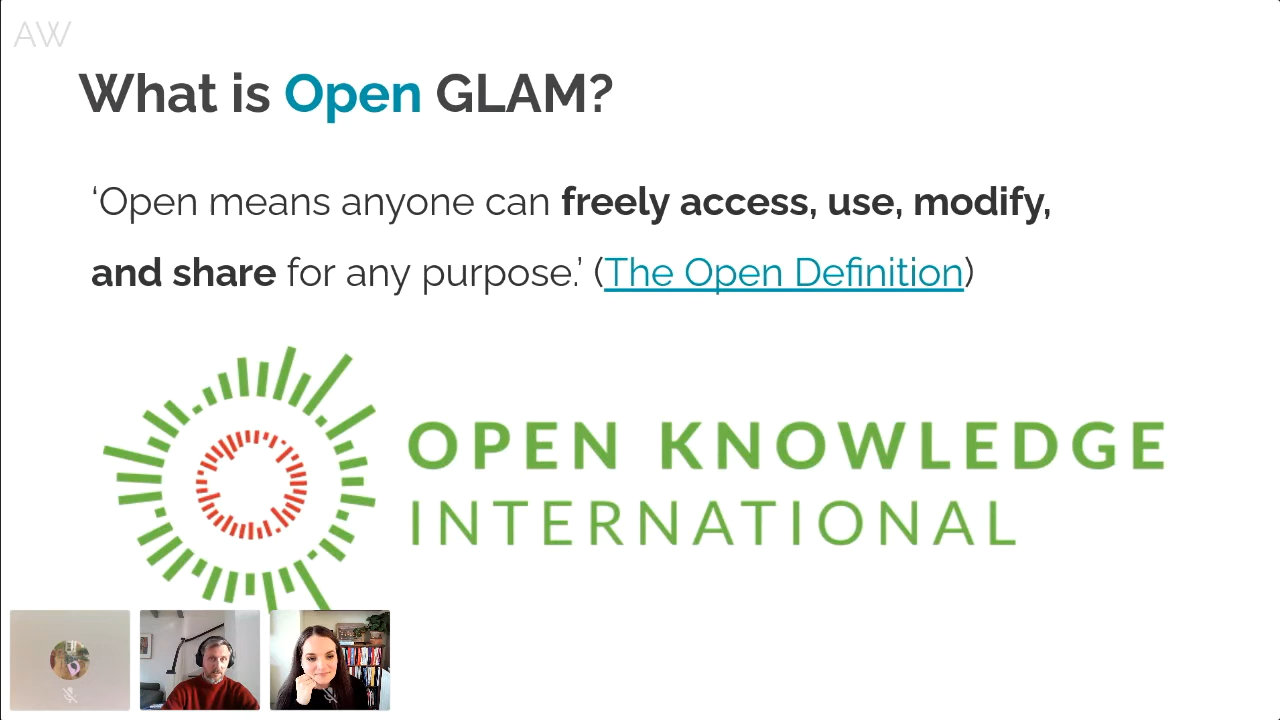 AW
What is Open GLAM?
‘Open means anyone can freely access, use, modify,
and share for any purpose.’ (The Open Definition)
OPEN KNOWLEDGE
INTERNATIONAL